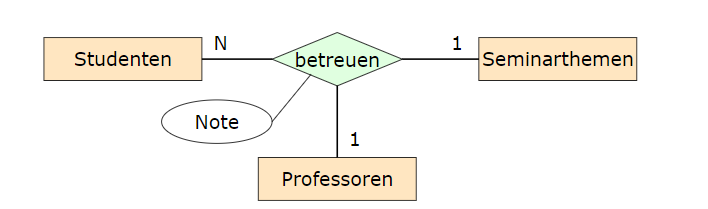 Studenten
N
betreuen
1
Seminarthemen
Note
1
Professoren